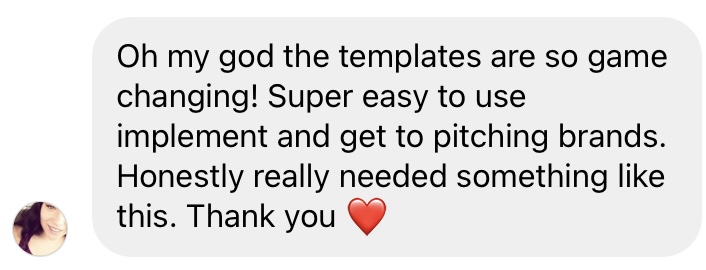 Oh my god the templates are so game
changing! Super easy to use
implement and get to pitching brands.
Honestly really needed something like
this. Thank you ❤️